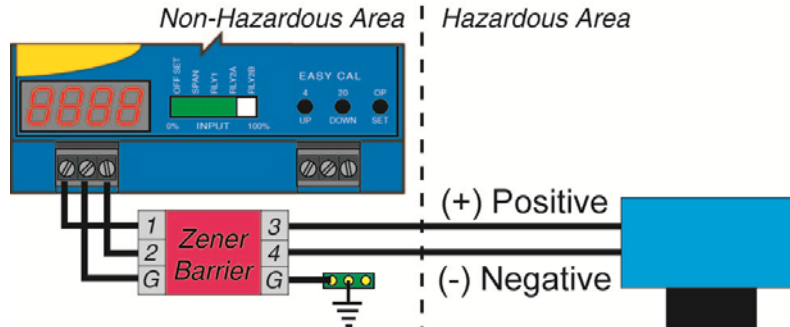 Non-Hazardous Area
Hazardous Area
8888
OFF SET
SPAN
RLY1
RLY2A
RLY2B
0% INPUT 100%
EASY CAL
4 20 OP
UP DOWN SET
1
2
G
Zener
Barrier
3
4
G
(+) Positive
(-) Negative